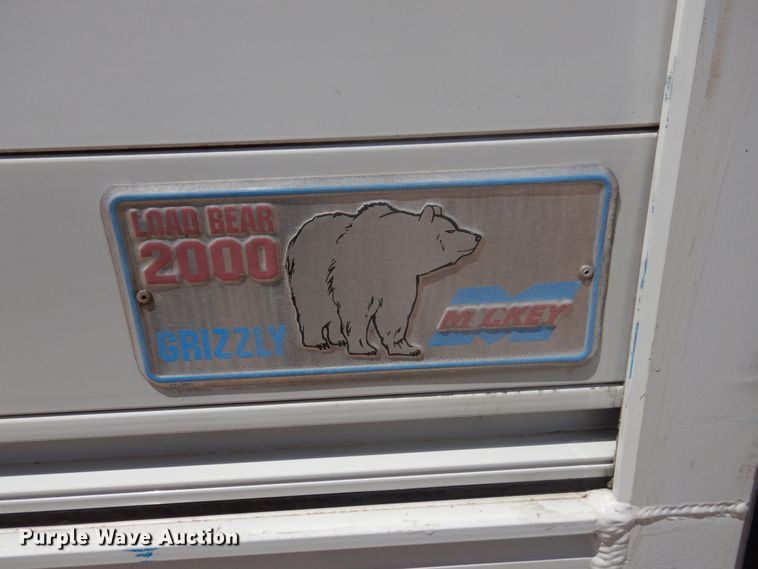 LOAD BEAR
2000
GRIZZLY
MICKEY
Purple Wave Auction